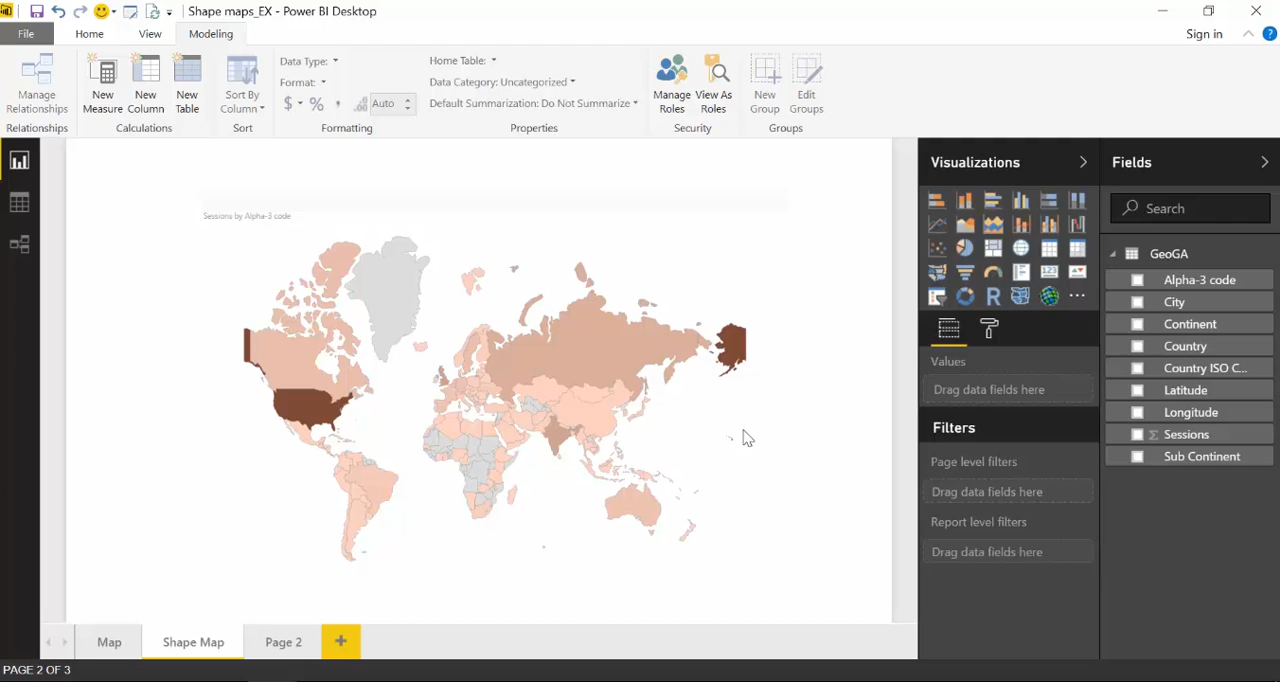 Shape maps_EX - Power BI Desktop
File Home View Modeling Sign in
Manage Relationships
New Measure
New Column
New Table
Sort By Column
Data Type:
Format:
$ % , Auto
Home Table:
Data Category: Uncategorized
Default Summarization: Do Not Summarize
Manage Roles
View As Roles
New Group
Edit Groups
Relationships Calculations Sort Formatting Properties Security Groups
Sessions by Alpha-3 code
Visualizations
Values
Drag data fields here
Filters
Page level filters
Drag data fields here
Report level filters
Drag data fields here
Fields
Search
GeoGA
Alpha-3 code
City
Continent
Country
Country ISO C...
Latitude
Longitude
Σ Sessions
Sub Continent
Map Shape Map Page 2 +
PAGE 2 OF 3